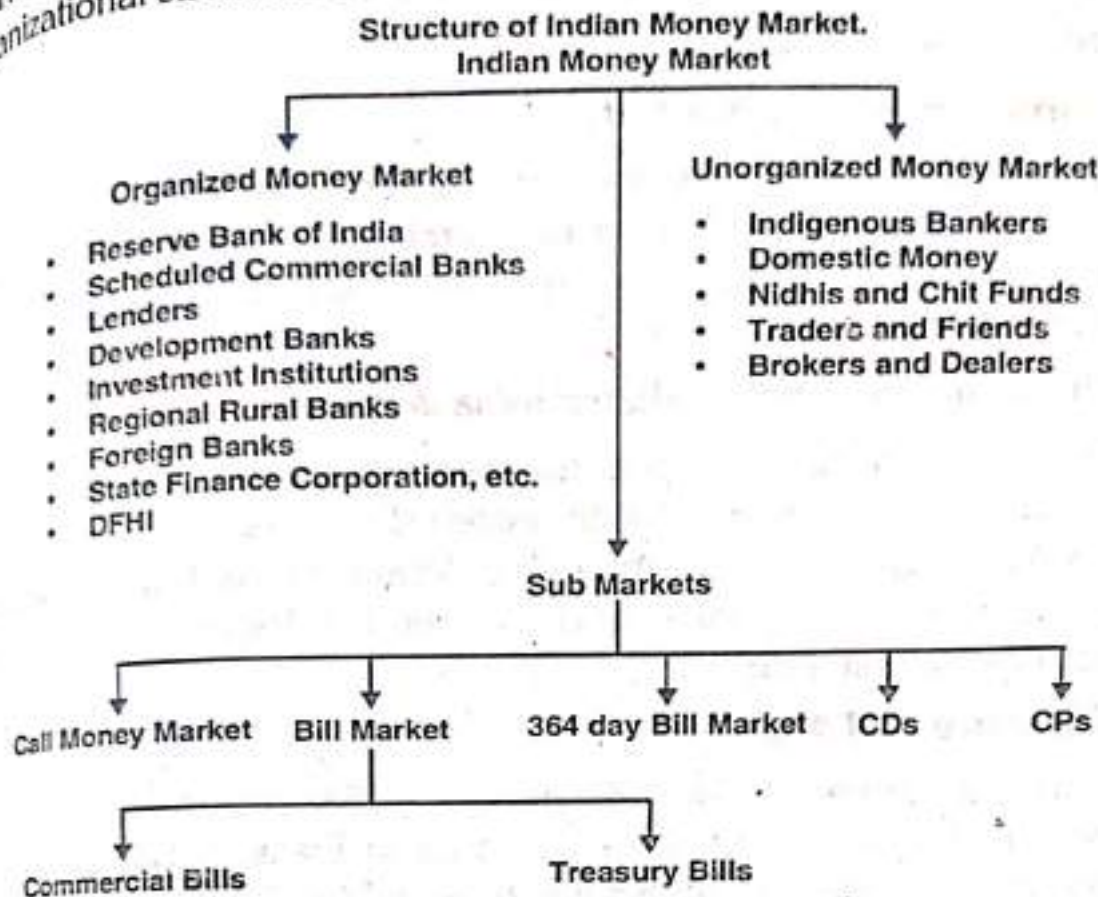 Structure of Indian Money Market.
Indian Money Market
Organized Money Market
• Reserve Bank of India
• Scheduled Commercial Banks
• Lenders
• Development Banks
• Investment Institutions
• Regional Rural Banks
• Foreign Banks
• State Finance Corporation, etc.
• DFHI
Unorganized Money Market
• Indigenous Bankers
• Domestic Money
• Nidhis and Chit Funds
• Traders and Friends
• Brokers and Dealers
Sub Markets
Call Money Market Bill Market 364 day Bill Market CDs CPs
Commercial Bills Treasury Bills